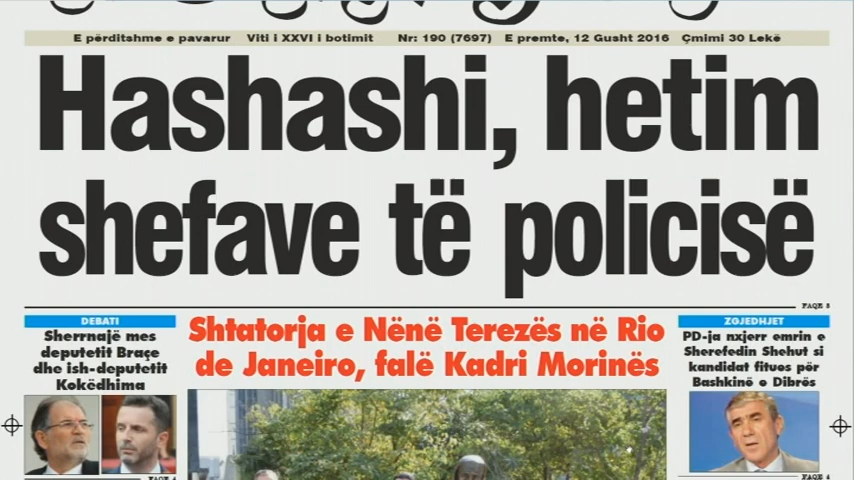 E përditshme e pavarur Viti i XXVI i botimit Nr: 190 (7697) E premte, 12 Gusht 2016 Çmimi 30 Lekë
Hashashi, hetim
shefave të policisë
FAQE 3
DEBATI
Sherrnajë mes
deputetit Braçe
dhe ish-deputetit
Kokëdhima
FAQE 4
Shtatorja e Nënë Terezës në Rio
de Janeiro, falë Kadri Morinës
ZGJEDHJET
PD-ja nxjerr emrin e
Sherefedin Shehut si
kandidat fitues për
Bashkinë e Dibrës
FAQE 4